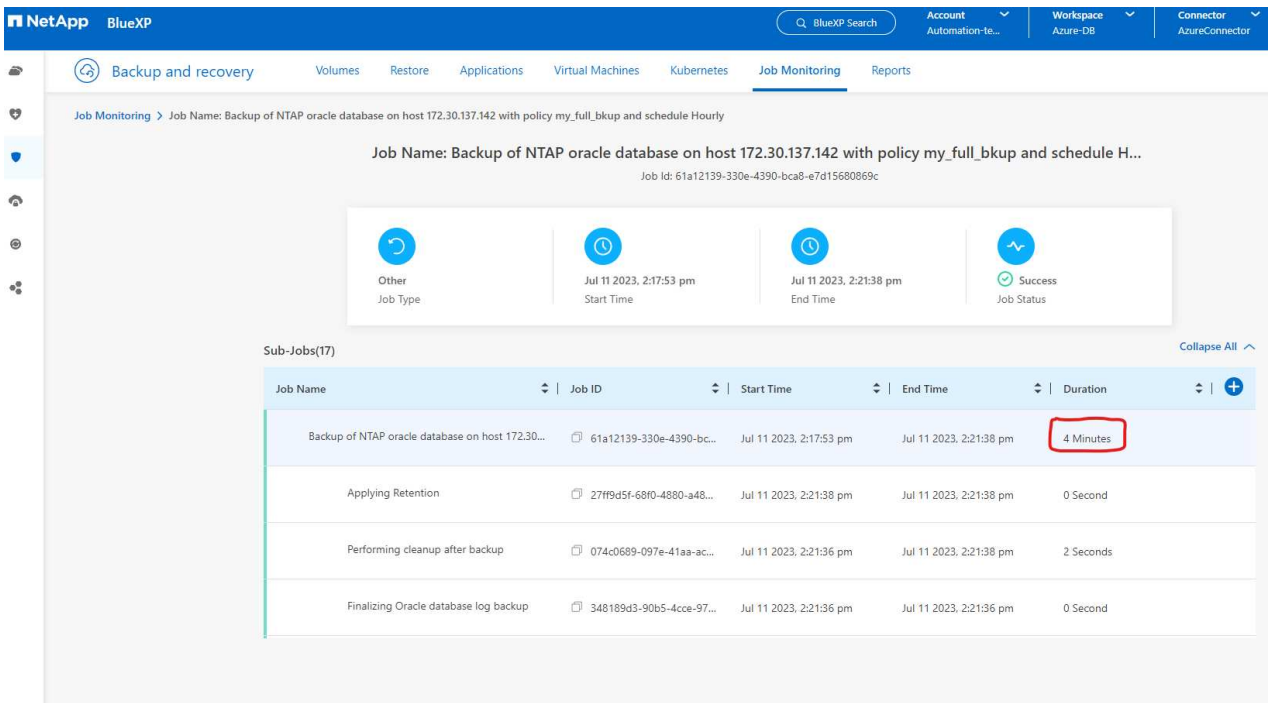 NetApp BlueXP BlueXP Search Account Workspace Connector
Automation-te... Azure-DB AzureConnector
Backup and recovery Volumes Restore Applications Virtual Machines Kubernetes Job Monitoring Reports
Job Monitoring > Job Name: Backup of NTAP oracle database on host 172.30.137.142 with policy my_full_bkup and schedule Hourly
Job Name: Backup of NTAP oracle database on host 172.30.137.142 with policy my_full_bkup and schedule H...
Job Id: 61a12139-330e-4390-bca8-e7d15680869c
Other Jul 11 2023, 2:17:53 pm Jul 11 2023, 2:21:38 pm Success
Job Type Start Time End Time Job Status
Sub-Jobs(17) Collapse All
Job Name Job ID Start Time End Time Duration
Backup of NTAP oracle database on host 172.30... 61a12139-330e-4390-bc... Jul 11 2023, 2:17:53 pm Jul 11 2023, 2:21:38 pm 4 Minutes
Applying Retention 27ff9d5f-68f0-4880-a48... Jul 11 2023, 2:21:38 pm Jul 11 2023, 2:21:38 pm 0 Second
Performing cleanup after backup 074c0689-097e-41aa-ac... Jul 11 2023, 2:21:36 pm Jul 11 2023, 2:21:38 pm 2 Seconds
Finalizing Oracle database log backup 348189d3-90b5-4cce-97... Jul 11 2023, 2:21:36 pm Jul 11 2023, 2:21:36 pm 0 Second